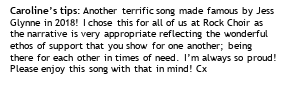 Caroline's tips: Another terrific song made famous by Jess
Glynne in 2018! I chose this for all of us at Rock Choir as
the narrative is very appropriate reflecting the wonderful
ethos of support that you show for one another; being
there for each other in times of need. I'm always so proud!
Please enjoy this song with that in mind! Cx